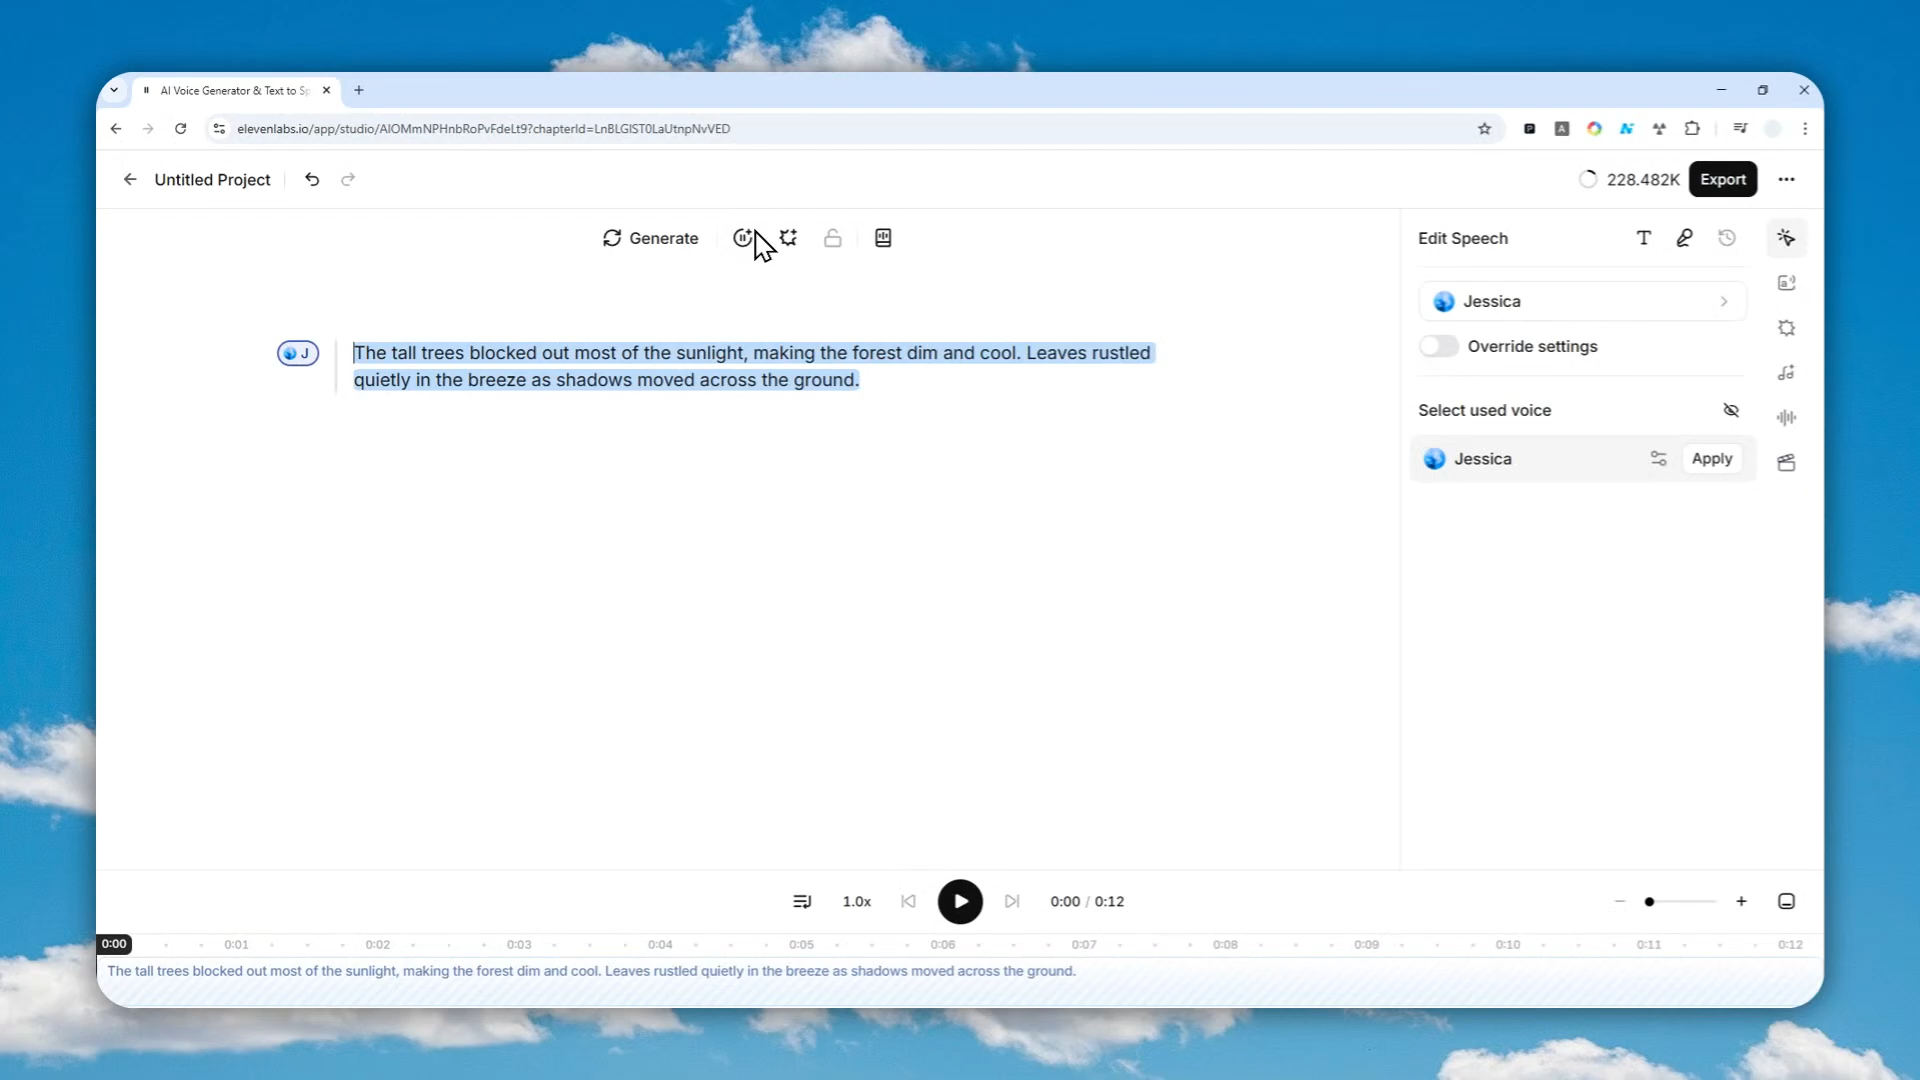 AI Voice Generator & Text to Sp
elevenlabs.io/app/studio/AIOMmNPHnbRoPvFdeLt9?chapterId=LnBLGIST0LaUtnpNvVED
Untitled Project
228.482K
Export
Generate
Edit Speech
Jessica
Override settings
Select used voice
Jessica
Apply
J
The tall trees blocked out most of the sunlight, making the forest dim and cool. Leaves rustled
quietly in the breeze as shadows moved across the ground.
1.0x
0:00 / 0:12
0:00 0:01 0:02 0:03 0:04 0:05 0:06 0:07 0:08 0:09 0:10 0:11 0:12
The tall trees blocked out most of the sunlight, making the forest dim and cool. Leaves rustled quietly in the breeze as shadows moved across the ground.